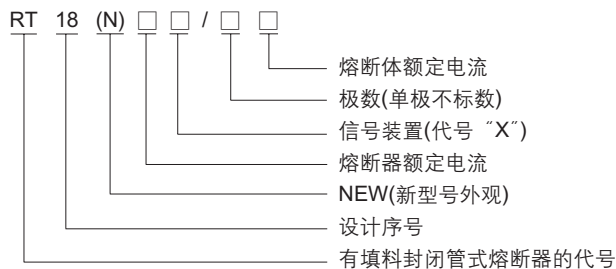 RT 18 (N) □ □ / □ □
熔断体额定电流
极数(单极不标数)
信号装置(代号 ″X″)
熔断器额定电流
NEW(新型号外观)
设计序号
有填料封闭管式熔断器的代号